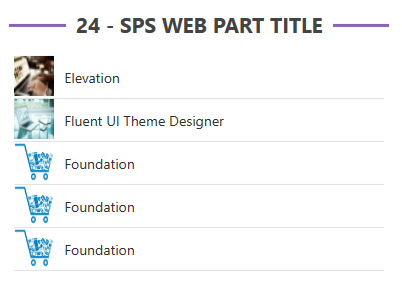 24 - SPS WEB PART TITLE
Elevation
Fluent UI Theme Designer
Foundation
Foundation
Foundation